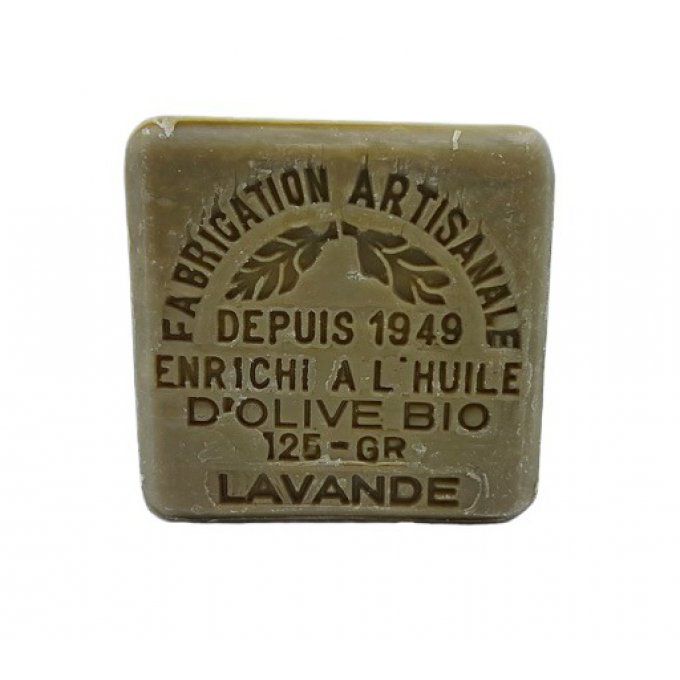 FABRICATION ARTISANALE
DEPUIS 1949
ENRICHI A L'HUILE
D'OLIVE BIO
125-GR
LAVANDE